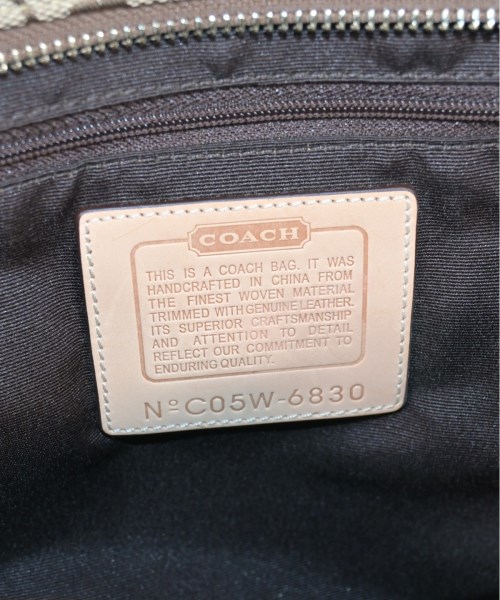 COACH
THIS IS A COACH BAG. IT WAS
HANDCRAFTED IN CHINA FROM
THE FINEST WOVEN MATERIAL
TRIMMED WITH GENUINE LEATHER.
ITS SUPERIOR CRAFTSMANSHIP
AND ATTENTION TO DETAIL
REFLECT OUR COMMITMENT TO
ENDURING QUALITY.
Nº C05W-6830